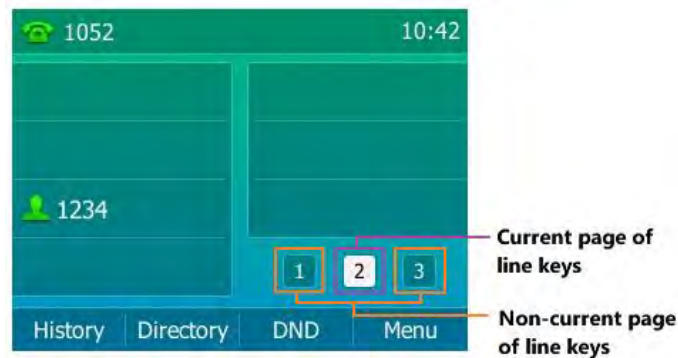 1052 10:42
1234
1 2 3
History Directory DND Menu
Current page of
line keys
Non-current page
of line keys